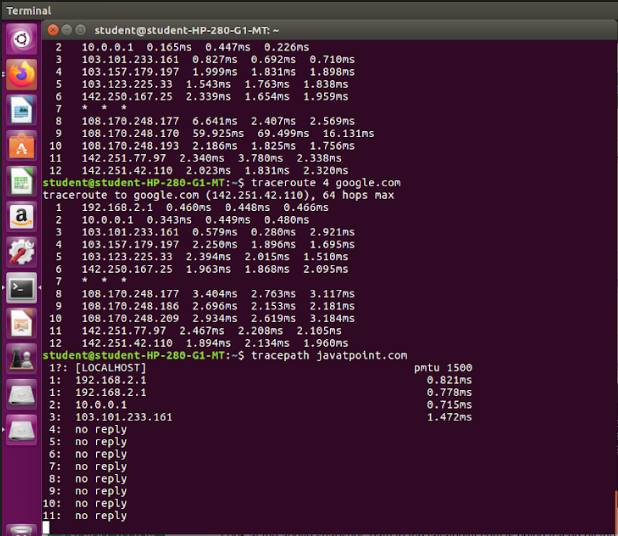 Terminal
student@student-HP-280-G1-MT: ~
2 10.0.0.1 0.165ms 0.447ms 0.226ms
3 103.101.233.161 0.827ms 0.692ms 0.710ms
4 103.157.179.197 1.999ms 1.831ms 1.898ms
5 103.123.225.33 1.543ms 1.763ms 1.838ms
6 142.250.167.25 2.339ms 1.654ms 1.959ms
7 * * *
8 108.170.248.177 6.641ms 2.407ms 2.569ms
9 108.170.248.170 59.925ms 69.499ms 16.131ms
10 108.170.248.193 2.186ms 1.825ms 1.756ms
11 142.251.77.97 2.340ms 3.780ms 2.338ms
12 142.251.42.110 2.023ms 1.831ms 2.320ms
student@student-HP-280-G1-MT:~$ traceroute 4 google.com
traceroute to google.com (142.251.42.110), 64 hops max
1 192.168.2.1 0.460ms 0.448ms 0.466ms
2 10.0.0.1 0.343ms 0.449ms 0.480ms
3 103.101.233.161 0.579ms 0.280ms 2.921ms
4 103.157.179.197 2.250ms 1.896ms 1.695ms
5 103.123.225.33 2.394ms 2.015ms 1.510ms
6 142.250.167.25 1.963ms 1.868ms 2.095ms
7 * * *
8 108.170.248.177 3.404ms 2.763ms 3.117ms
9 108.170.248.186 2.696ms 2.153ms 2.181ms
10 108.170.248.209 2.934ms 2.619ms 3.184ms
11 142.251.77.97 2.467ms 2.208ms 2.105ms
12 142.251.42.110 1.894ms 2.134ms 1.960ms
student@student-HP-280-G1-MT:~$ tracepath javatpoint.com
1?: [LOCALHOST] pmtu 1500
1: 192.168.2.1 0.821ms
1: 192.168.2.1 0.778ms
2: 10.0.0.1 0.715ms
3: 103.101.233.161 1.472ms
4: no reply
5: no reply
6: no reply
7: no reply
8: no reply
9: no reply
10: no reply
11: no reply